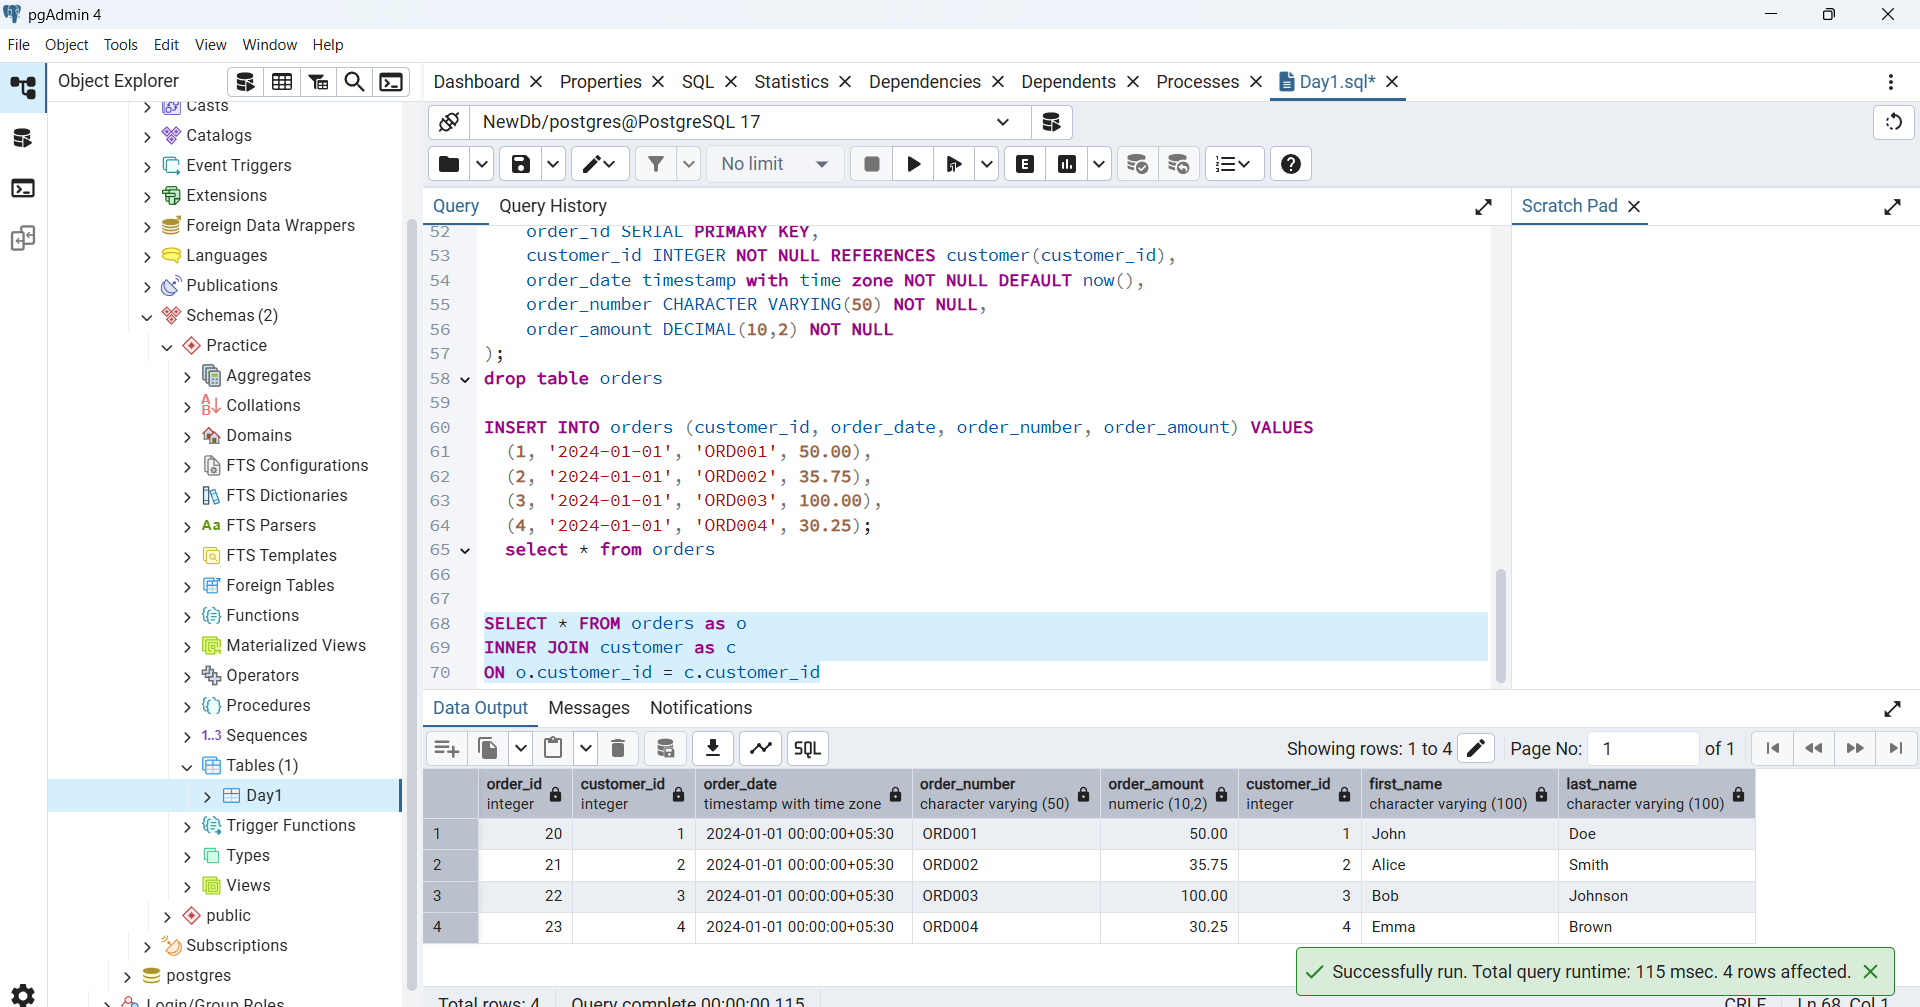 pgAdmin 4
File Object Tools Edit View Window Help
Object Explorer
Dashboard Properties SQL Statistics Dependencies Dependents Processes Day1.sql*
NewDb/postgres@PostgreSQL 17
No limit
E
Query Query History
Scratch Pad
Casts
Catalogs
Event Triggers
Extensions
Foreign Data Wrappers
Languages
Publications
Schemas (2)
Practice
Aggregates
Collations
Domains
FTS Configurations
FTS Dictionaries
Aa FTS Parsers
FTS Templates
Foreign Tables
Functions
Materialized Views
Operators
Procedures
1..3 Sequences
Tables (1)
Day1
Trigger Functions
Types
Views
public
Subscriptions
postgres
Login/Group Roles
52 order_id SERIAL PRIMARY KEY,
53 customer_id INTEGER NOT NULL REFERENCES customer(customer_id),
54 order_date timestamp with time zone NOT NULL DEFAULT now(),
55 order_number CHARACTER VARYING(50) NOT NULL,
56 order_amount DECIMAL(10,2) NOT NULL
57 );
58 drop table orders
59
60 INSERT INTO orders (customer_id, order_date, order_number, order_amount) VALUES
61 (1, '2024-01-01', 'ORD001', 50.00),
62 (2, '2024-01-01', 'ORD002', 35.75),
63 (3, '2024-01-01', 'ORD003', 100.00),
64 (4, '2024-01-01', 'ORD004', 30.25);
65 select * from orders
66
67
68 SELECT * FROM orders as o
69 INNER JOIN customer as c
70 ON o.customer_id = c.customer_id
Data Output Messages Notifications
SQL
Showing rows: 1 to 4 Page No: 1 of 1
order_id customer_id order_date order_number order_amount customer_id first_name last_name
integer integer timestamp with time zone character varying (50) numeric (10,2) integer character varying (100) character varying (100)
1 20 1 2024-01-01 00:00:00+05:30 ORD001 50.00 1 John Doe
2 21 2 2024-01-01 00:00:00+05:30 ORD002 35.75 2 Alice Smith
3 22 3 2024-01-01 00:00:00+05:30 ORD003 100.00 3 Bob Johnson
4 23 4 2024-01-01 00:00:00+05:30 ORD004 30.25 4 Emma Brown
Successfully run. Total query runtime: 115 msec. 4 rows affected.
Total rows: 4 Query complete 00:00:00.115 CRLF Ln 68, Col 1